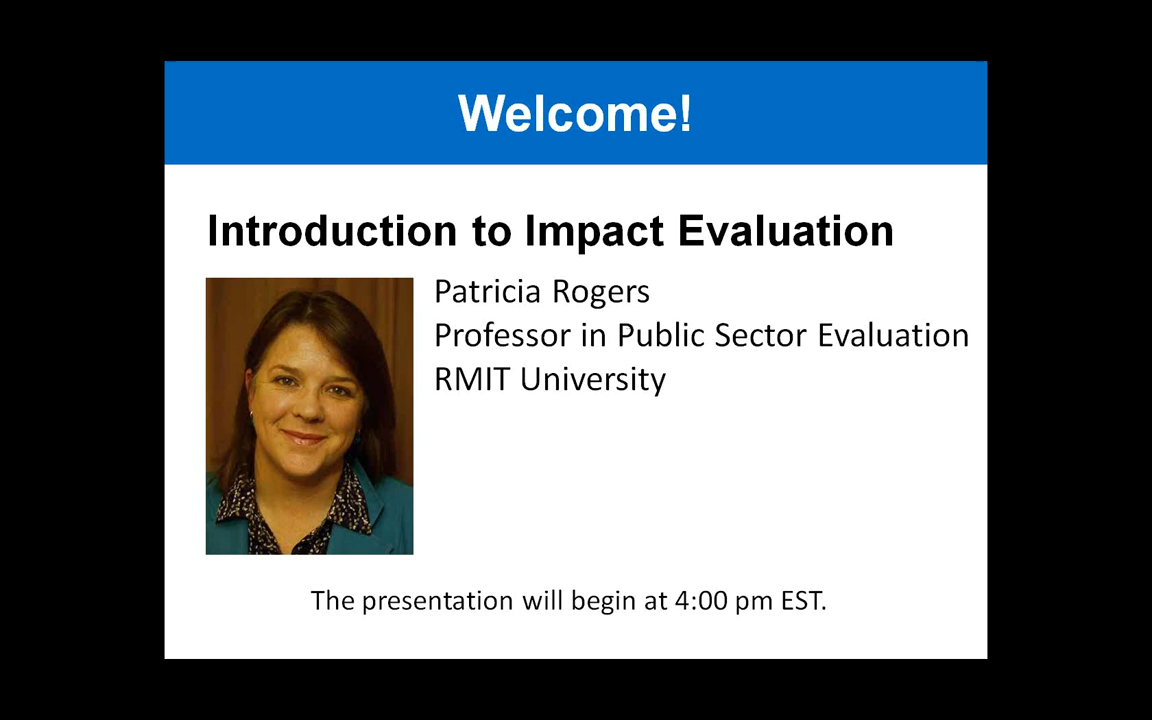 Welcome!
Introduction to Impact Evaluation
Patricia Rogers
Professor in Public Sector Evaluation
RMIT University
The presentation will begin at 4:00 pm EST.